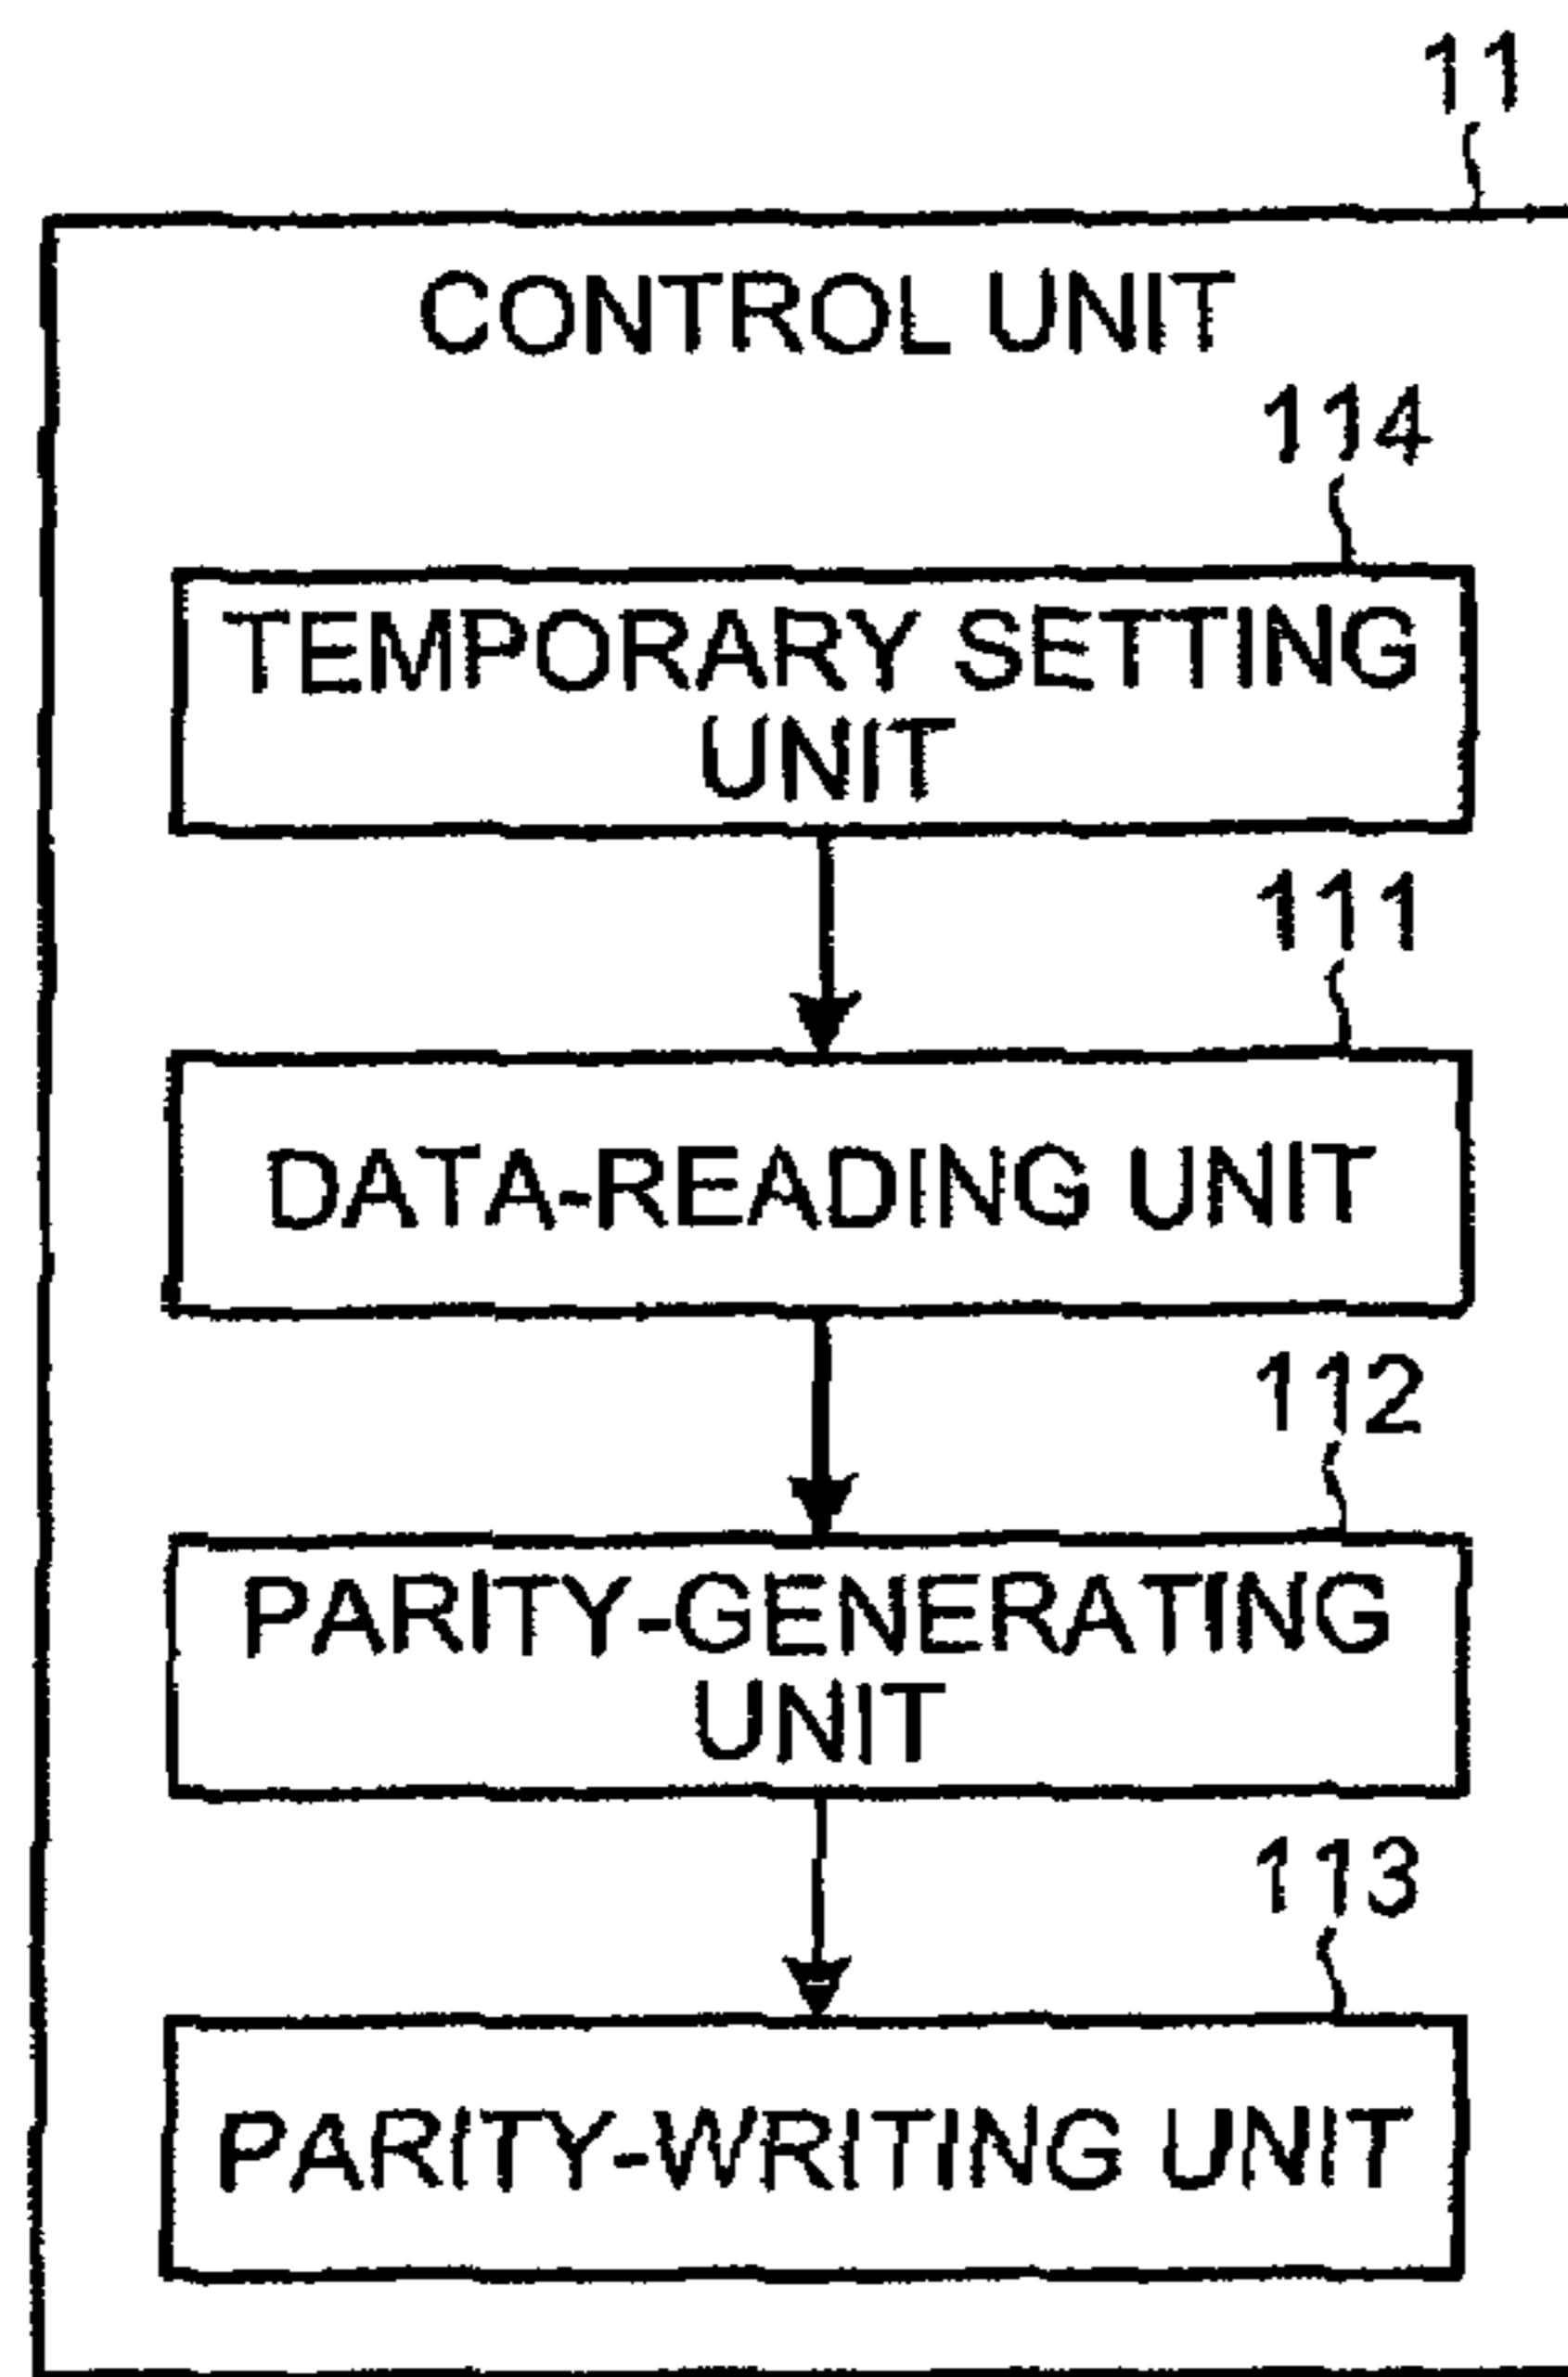 11
CONTROL UNIT
114
TEMPORARY SETTING
UNIT
111
DATA-READING UNIT
112
PARITY-GENERATING
UNIT
113
PARITY-WRITING UNIT